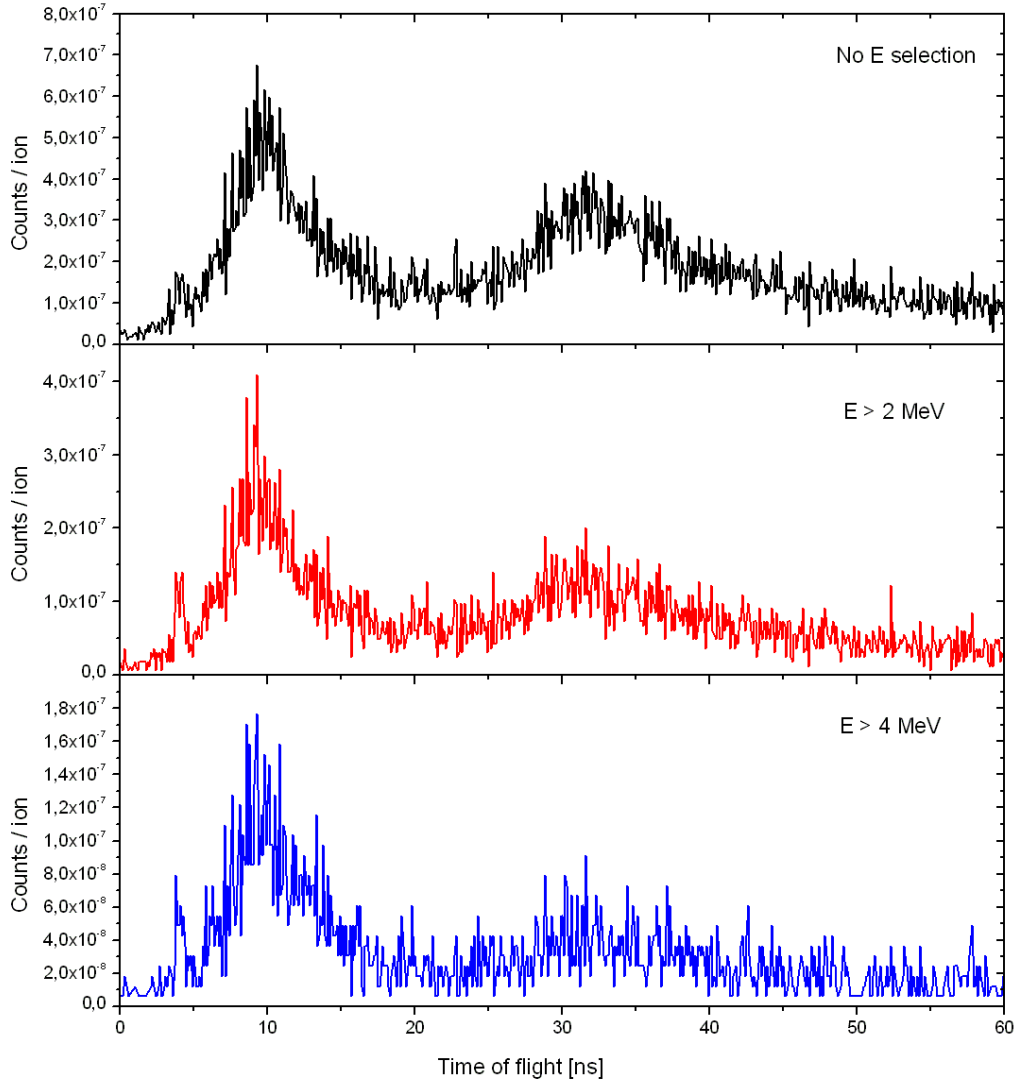 8,0x10⁻⁷
7,0x10⁻⁷
6,0x10⁻⁷
5,0x10⁻⁷
4,0x10⁻⁷
3,0x10⁻⁷
2,0x10⁻⁷
1,0x10⁻⁷
0,0
Counts / ion
No E selection
4,0x10⁻⁷
3,0x10⁻⁷
2,0x10⁻⁷
1,0x10⁻⁷
0,0
Counts / ion
E > 2 MeV
1,8x10⁻⁷
1,6x10⁻⁷
1,4x10⁻⁷
1,2x10⁻⁷
1,0x10⁻⁷
8,0x10⁻⁸
6,0x10⁻⁸
4,0x10⁻⁸
2,0x10⁻⁸
0,0
Counts / ion
E > 4 MeV
0 10 20 30 40 50 60
Time of flight [ns]